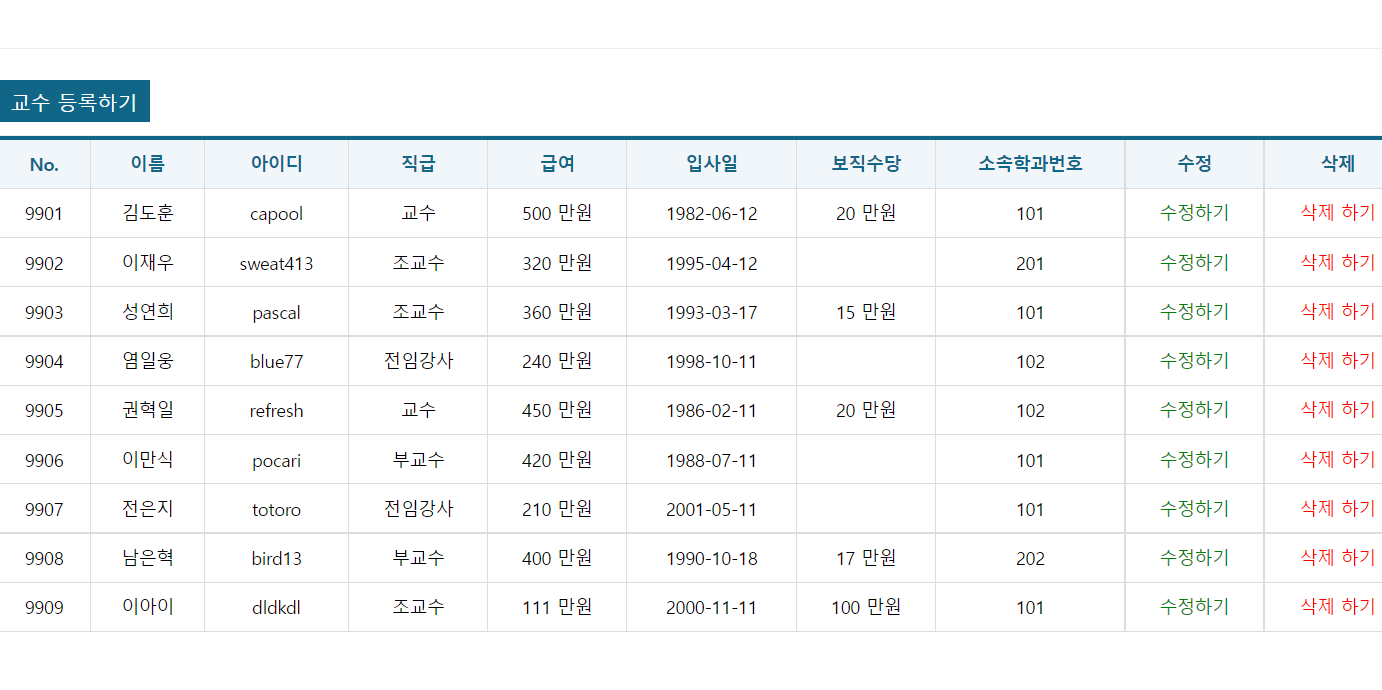 교수 등록하기
No. 이름 아이디 직급 급여 입사일 보직수당 소속학과번호 수정 삭제
9901 김도훈 capool 교수 500 만원 1982-06-12 20 만원 101 수정하기 삭제 하기
9902 이재우 sweat413 조교수 320 만원 1995-04-12 201 수정하기 삭제 하기
9903 성연희 pascal 조교수 360 만원 1993-03-17 15 만원 101 수정하기 삭제 하기
9904 염일웅 blue77 전임강사 240 만원 1998-10-11 102 수정하기 삭제 하기
9905 권혁일 refresh 교수 450 만원 1986-02-11 20 만원 102 수정하기 삭제 하기
9906 이만식 pocari 부교수 420 만원 1988-07-11 101 수정하기 삭제 하기
9907 전은지 totoro 전임강사 210 만원 2001-05-11 101 수정하기 삭제 하기
9908 남은혁 bird13 부교수 400 만원 1990-10-18 17 만원 202 수정하기 삭제 하기
9909 이아이 dldkdl 조교수 111 만원 2000-11-11 100 만원 101 수정하기 삭제 하기